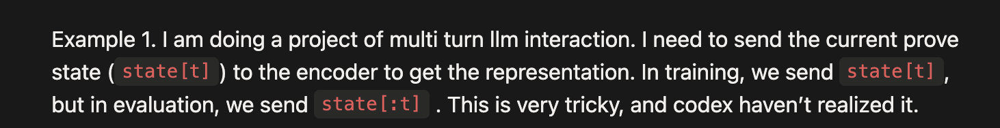 Example 1. I am doing a project of multi turn llm interaction. I need to send the current prove
state ( state[t] ) to the encoder to get the representation. In training, we send state[t] ,
but in evaluation, we send state[:t] . This is very tricky, and codex haven’t realized it.